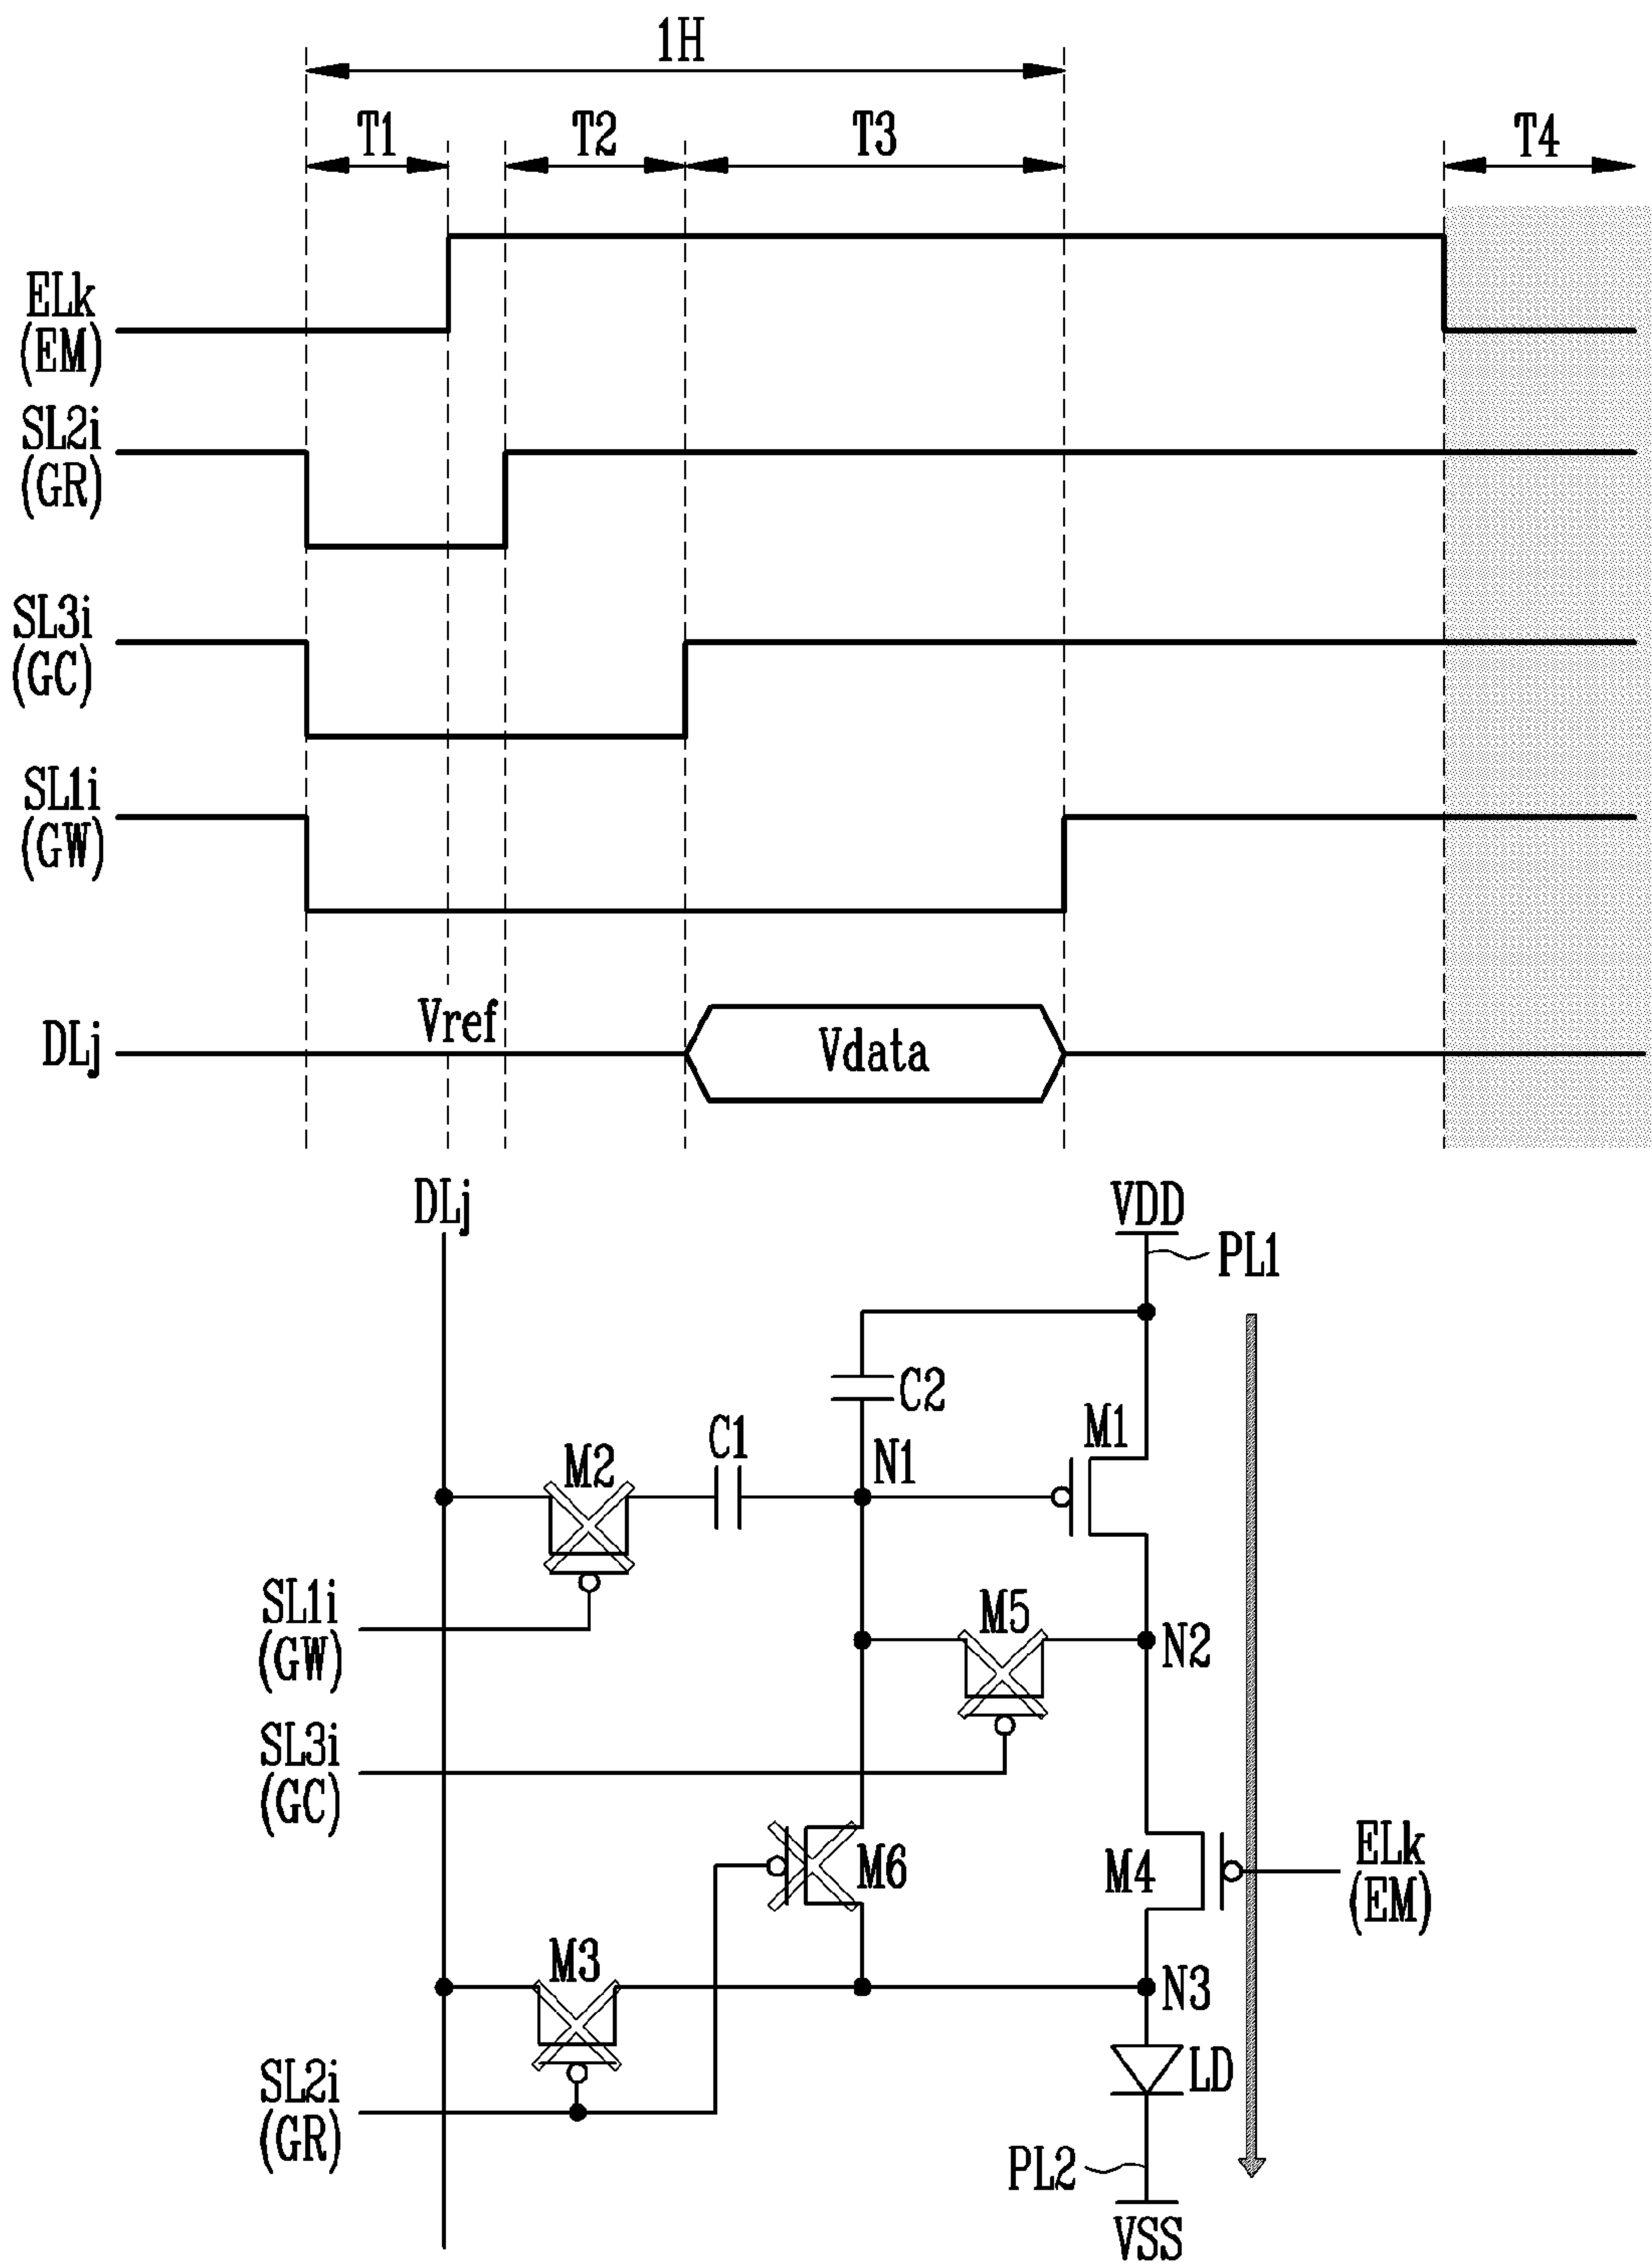 1H
T1 T2 T3 T4
ELk
(EM)
SL2i
(GR)
SL3i
(GC)
SL1i
(GW)
Vref
DLj Vdata
DLj VDD
PL1
C2
M1
C1
M2 N1
SL1i
(GW)
M5
N2
SL3i
(GC)
M6 M4 ELk
(EM)
M3 N3
SL2i
(GR)
LD
PL2
VSS